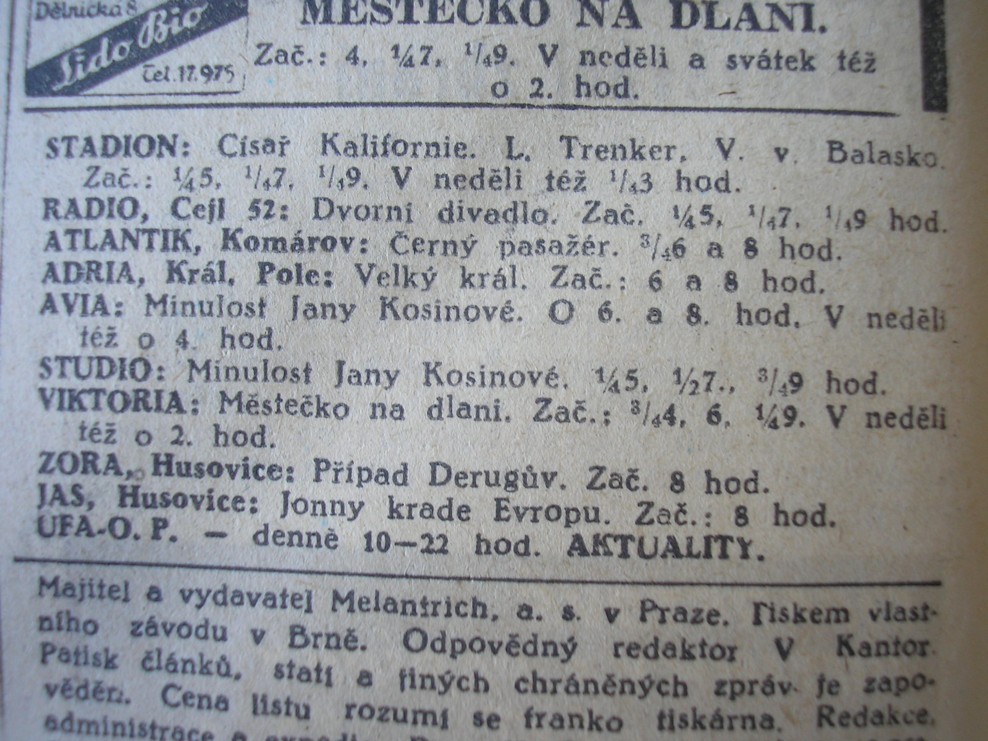 Dělnická 8
Lido Bio
Tel. 17.975
MĚSTEČKO NA DLANI.
Zač.: 4, ¼7, ¼9. V neděli a svátek též
o 2. hod.
STADION: Císař Kalifornie. L. Trenker, V. v. Balasko.
Zač.: ¼5, ¼7, ¼9. V neděli též ¼3 hod.
RADIO, Cejl 52: Dvorní divadlo. Zač. ¼5, ¼7, ¼9 hod.
ATLANTIK, Komárov: Černý pasažér. ¾6 a 8 hod.
ADRIA, Král. Pole: Velký král. Zač.: 6 a 8 hod.
AVIA: Minulost Jany Kosinové. O 6. a 8. hod. V neděli
též o 4. hod.
STUDIO: Minulost Jany Kosinové. ¼5, ½7., ¾9 hod.
VIKTORIA: Městečko na dlani. Zač.: ¾4, 6, ¼9. V neděli
též o 2. hod.
ZORA, Husovice: Případ Derugův. Zač. 8 hod.
JAS, Husovice: Jonny krade Evropu. Zač.: 8 hod.
UFA-O. P. — denně 10—22 hod. AKTUALITY.
Majitel a vydavatel Melantrich, a. s. v Praze. Tiskem vlast-
ního závodu v Brně. Odpovědný redaktor V Kantor.
Patisk článků, statí a jiných chráněných zpráv je zapo-
věděn. Cena listu rozumí se franko tiskárna. Redakce,
administrace a